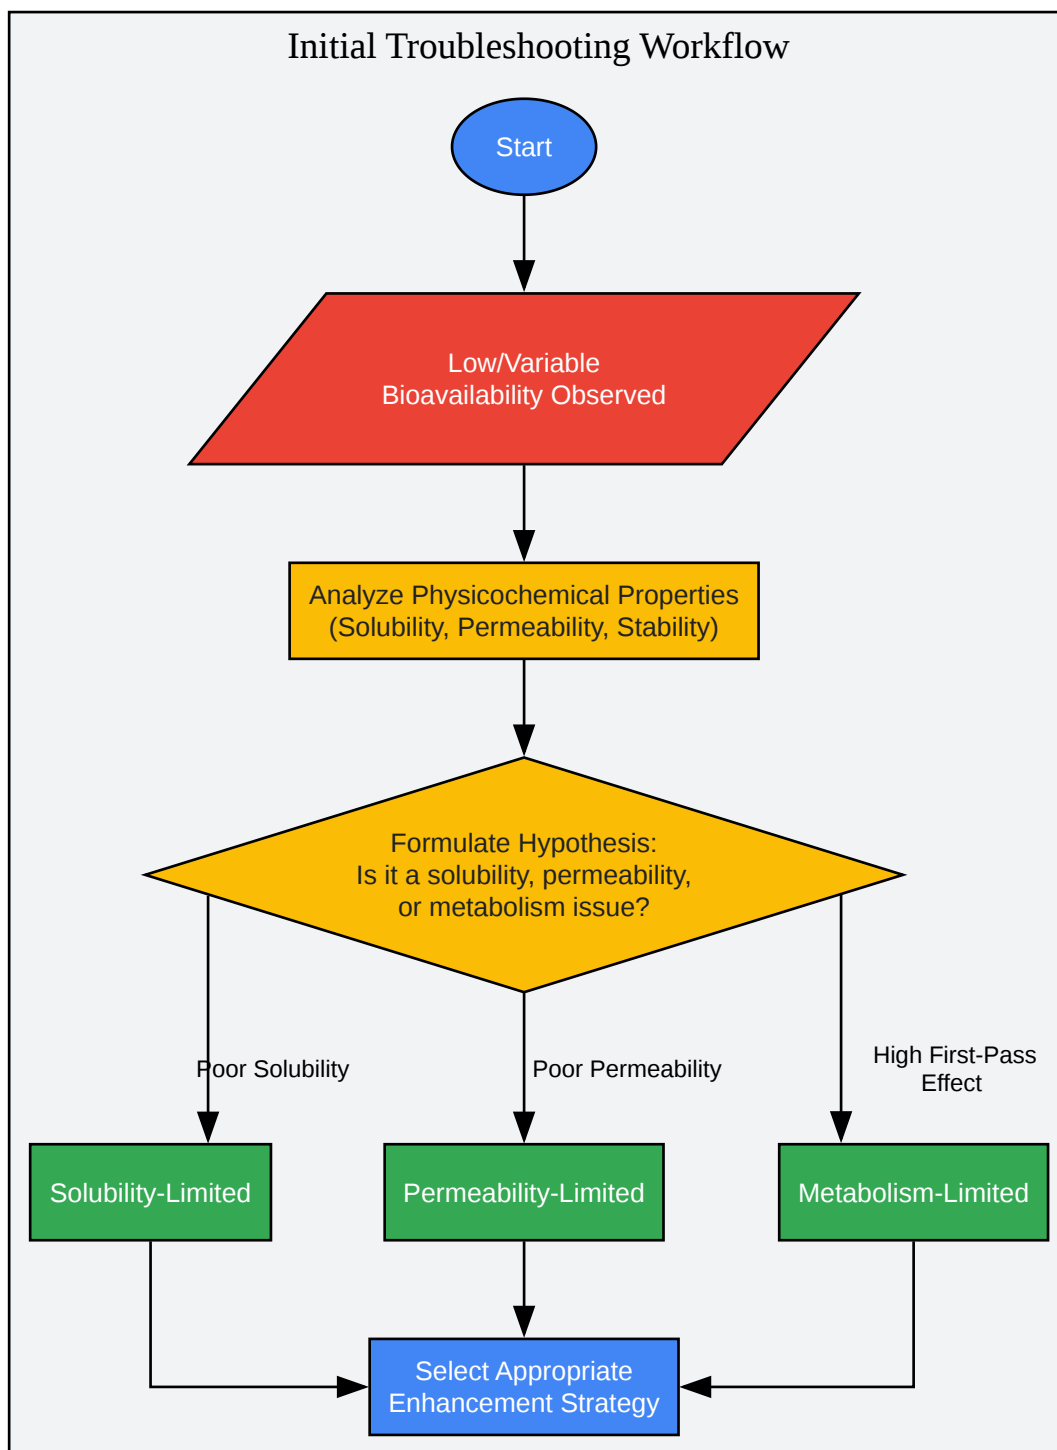 Initial Troubleshooting Workflow
Start
Low/Variable
Bioavailability Observed
Analyze Physicochemical Properties
(Solubility, Permeability, Stability)
Formulate Hypothesis:
Is it a solubility, permeability,
or metabolism issue?
Poor Solubility
Poor Permeability
High First-Pass
Effect
Solubility-Limited
Permeability-Limited
Metabolism-Limited
Select Appropriate
Enhancement Strategy